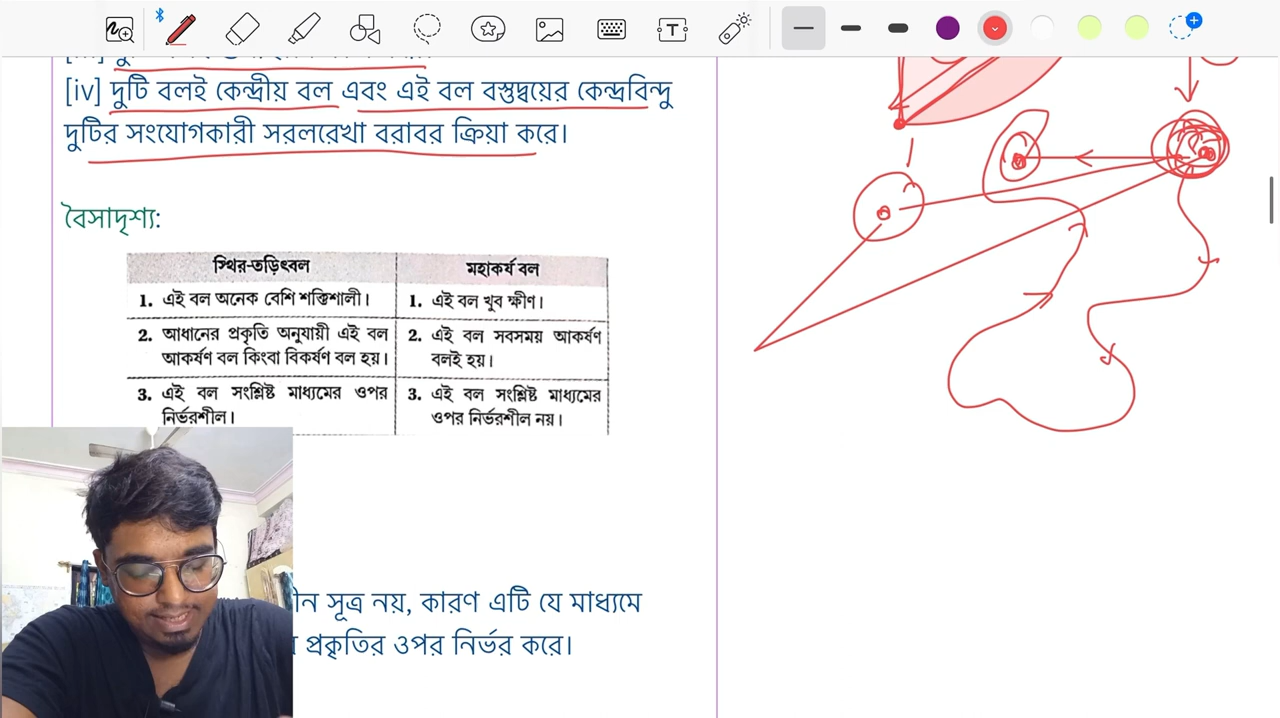 [iv] দুটি বলই কেন্দ্রীয় বল এবং এই বল বস্তুদ্বয়ের কেন্দ্রবিন্দু
দুটির সংযোগকারী সরলরেখা বরাবর ক্রিয়া করে।
বৈসাদৃশ্য:
স্থির-তড়িৎবল
মহাকর্ষ বল
1. এই বল অনেক বেশি শক্তিশালী।
1. এই বল খুব ক্ষীণ।
2. আধানের প্রকৃতি অনুযায়ী এই বল
আকর্ষণ বল কিংবা বিকর্ষণ বল হয়।
2. এই বল সবসময় আকর্ষণ
বলই হয়।
3. এই বল সংশ্লিষ্ট মাধ্যমের ওপর
নির্ভরশীল।
3. এই বল সংশ্লিষ্ট মাধ্যমের
ওপর নির্ভরশীল নয়।
সূত্র নয়, কারণ এটি যে মাধ্যমে
প্রকৃতির ওপর নির্ভর করে।